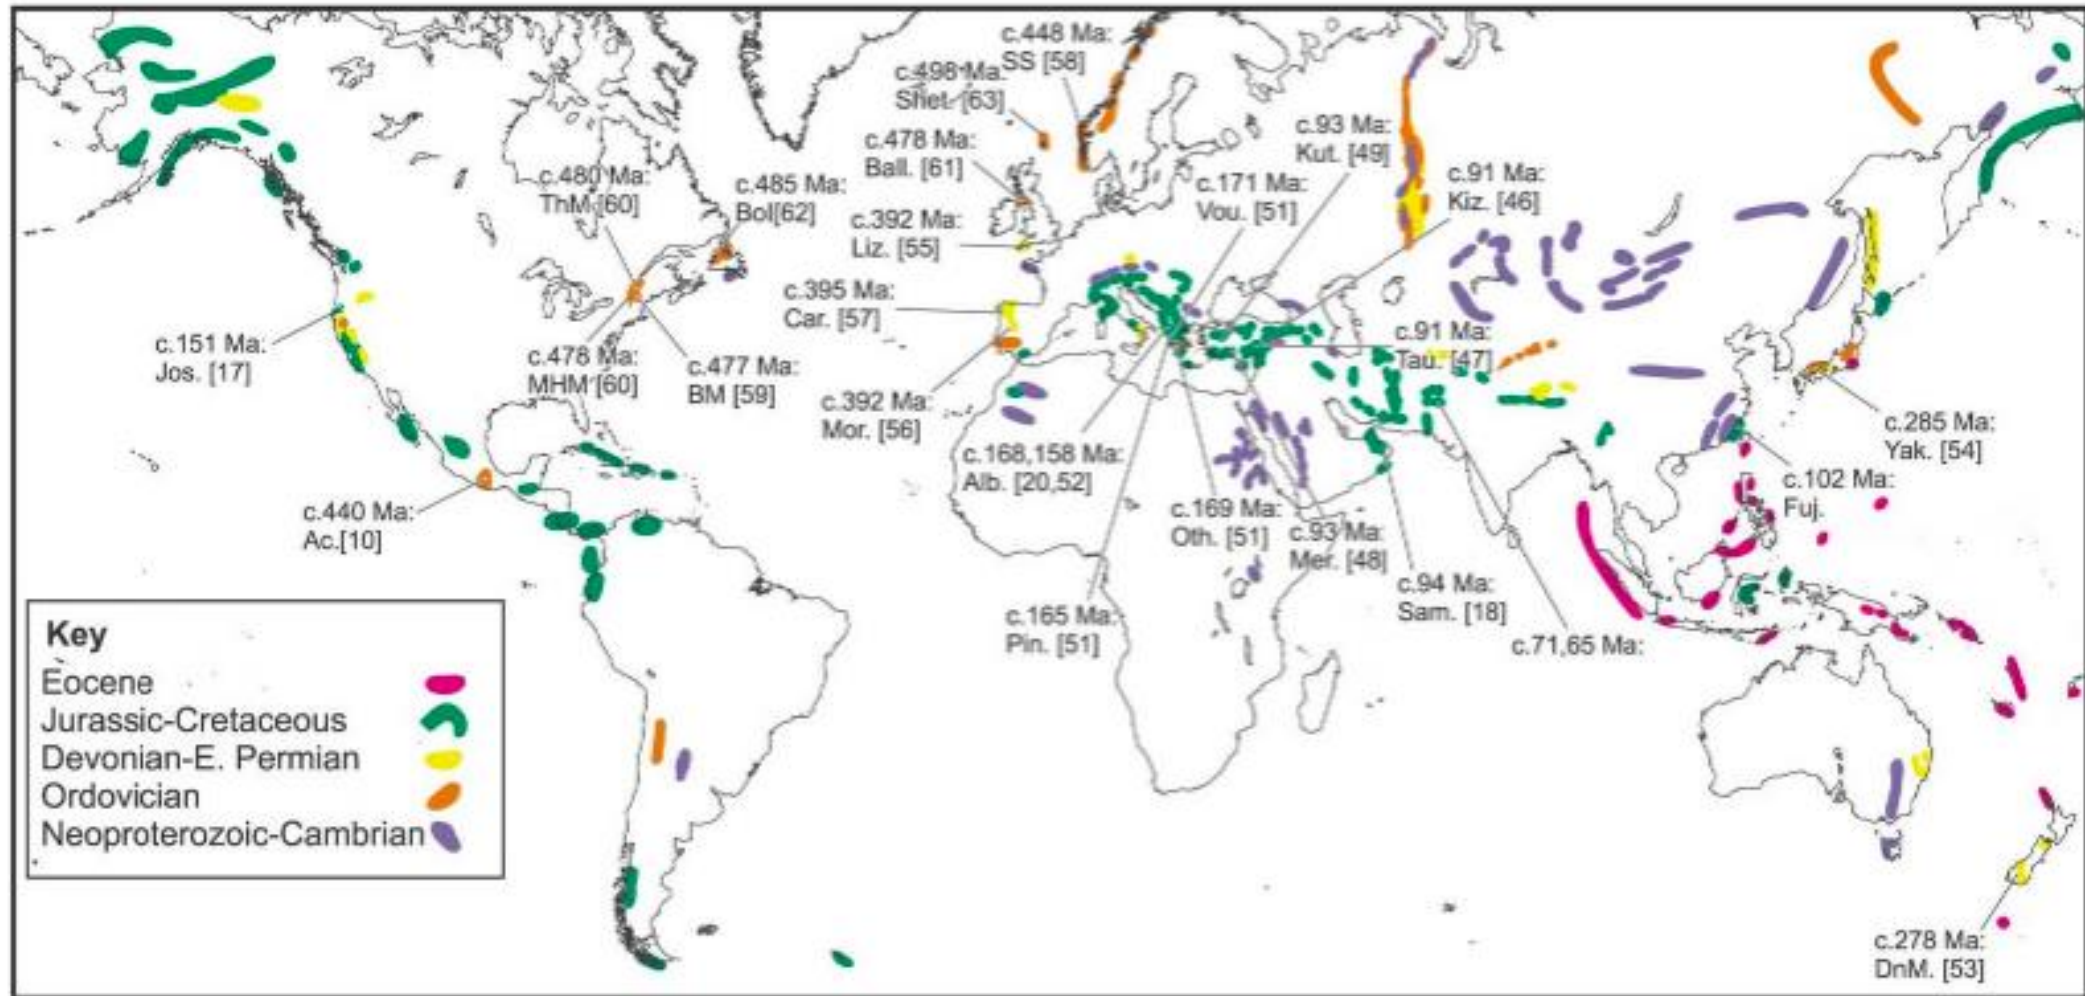 c.448 Ma:
SS [58]
c.498 Ma:
Shet. [63]
c.93 Ma:
Kut. [49]
c.478 Ma:
Ball. [61]
c.480 Ma:
ThM [60]
c.485 Ma:
Bol[62]
c.171 Ma:
Vou. [51]
c.91 Ma:
Kiz. [46]
c.392 Ma:
Liz. [55]
c.395 Ma:
Car. [57]
c.151 Ma:
Jos. [17]
c.478 Ma:
MHM [60]
c.477 Ma:
BM [59]
c.91 Ma:
Tau. [47]
c.392 Ma:
Mor. [56]
c.285 Ma:
Yak. [54]
c.168,158 Ma:
Alb. [20,52]
c.102 Ma:
Fuj.
c.440 Ma:
Ac.[10]
c.169 Ma:
Oth. [51]
c.93 Ma:
Mer. [48]
c.94 Ma:
Sam. [18]
c.165 Ma:
Pin. [51]
c.71,65 Ma:
Key
Eocene
Jurassic-Cretaceous
Devonian-E. Permian
Ordovician
Neoproterozoic-Cambrian
c.278 Ma:
DnM. [53]